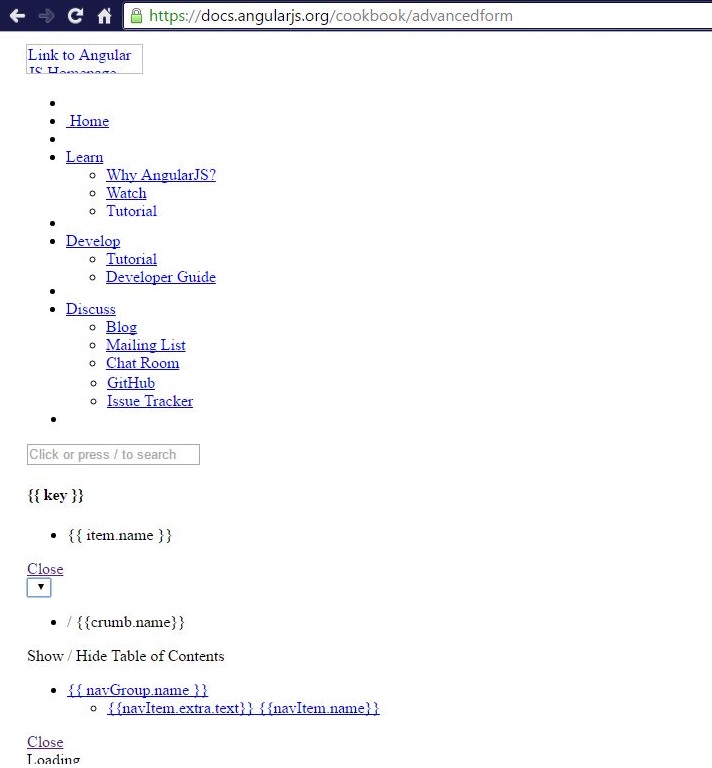 https://docs.angularjs.org/cookbook/advancedform
Link to Angular
JS Homepage
Home
Learn
Why AngularJS?
Watch
Tutorial
Develop
Tutorial
Developer Guide
Discuss
Blog
Mailing List
Chat Room
GitHub
Issue Tracker
Click or press / to search
{{ key }}
{{ item.name }}
Close
/ {{crumb.name}}
Show / Hide Table of Contents
{{ navGroup.name }}
{{navItem.extra.text}} {{navItem.name}}
Close
Loading